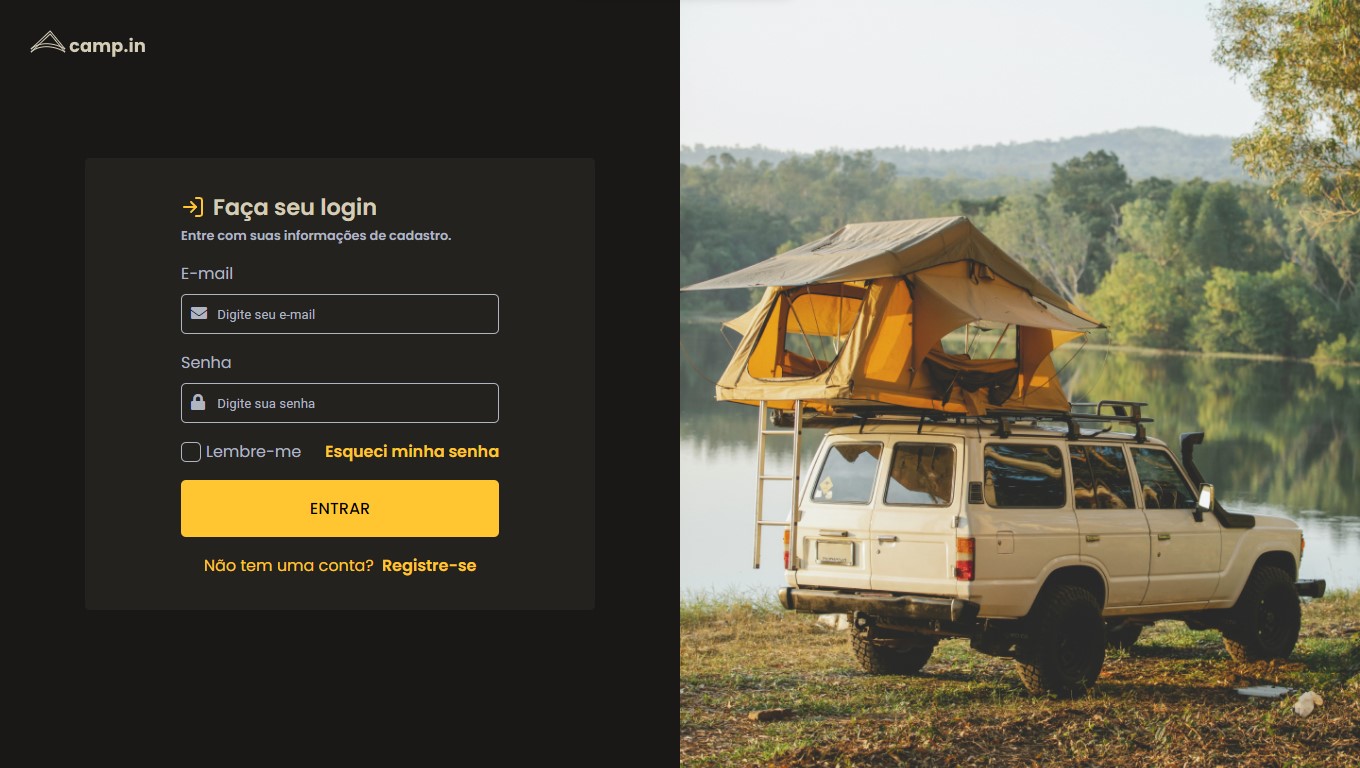 camp.in
Faça seu login
Entre com suas informações de cadastro.
E-mail
Digite seu e-mail
Senha
Digite sua senha
Lembre-me Esqueci minha senha
ENTRAR
Não tem uma conta? Registre-se